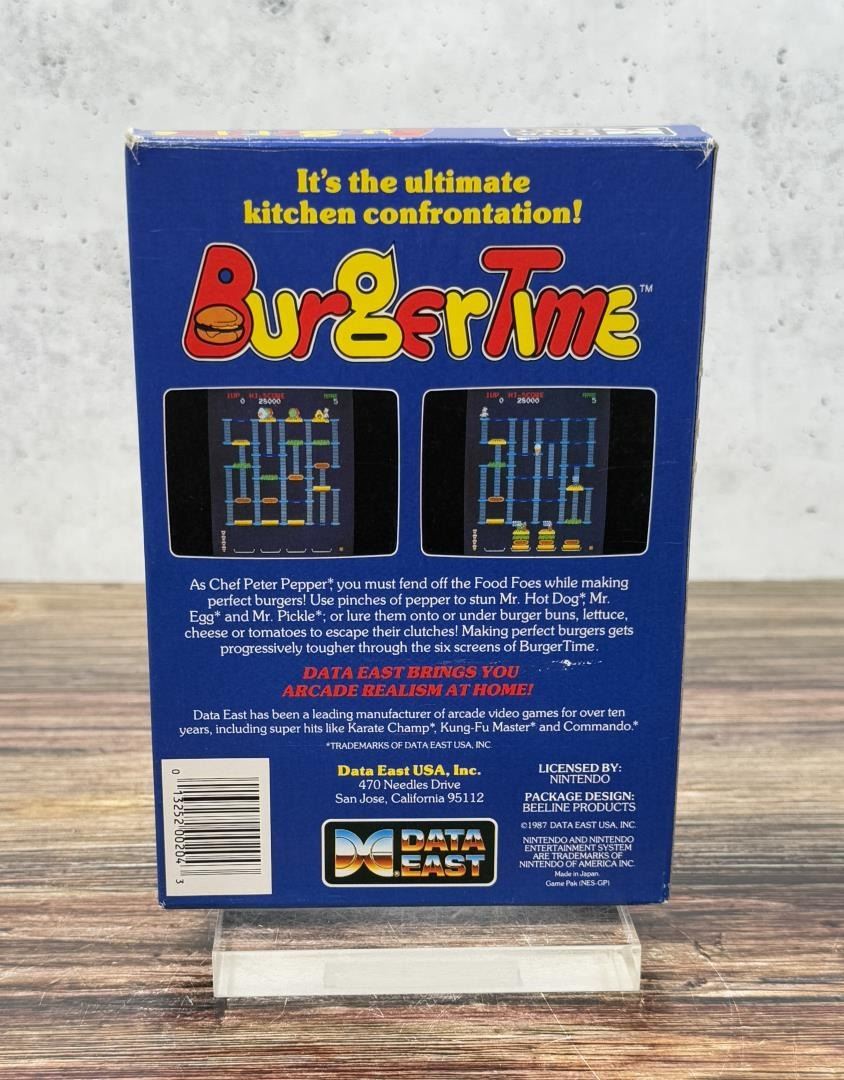 It's the ultimate
kitchen confrontation!
BurgerTime™
1UP HI-SCORE
0 28000 5
1UP HI-SCORE
0 28000 5
As Chef Peter Pepper*, you must fend off the Food Foes while making
perfect burgers! Use pinches of pepper to stun Mr. Hot Dog*, Mr.
Egg* and Mr. Pickle*; or lure them onto or under burger buns, lettuce,
cheese or tomatoes to escape their clutches! Making perfect burgers gets
progressively tougher through the six screens of BurgerTime.
DATA EAST BRINGS YOU
ARCADE REALISM AT HOME!
Data East has been a leading manufacturer of arcade video games for over ten
years, including super hits like Karate Champ*, Kung-Fu Master* and Commando.*
*TRADEMARKS OF DATA EAST USA, INC
0 13252 00204 3
Data East USA, Inc.
470 Needles Drive
San Jose, California 95112
DATA
EAST®
LICENSED BY:
NINTENDO
PACKAGE DESIGN:
BEELINE PRODUCTS
©1987 DATA EAST USA, INC.
NINTENDO AND NINTENDO
ENTERTAINMENT SYSTEM
ARE TRADEMARKS OF
NINTENDO OF AMERICA INC.
Made in Japan.
Game Pak (NES-GP)